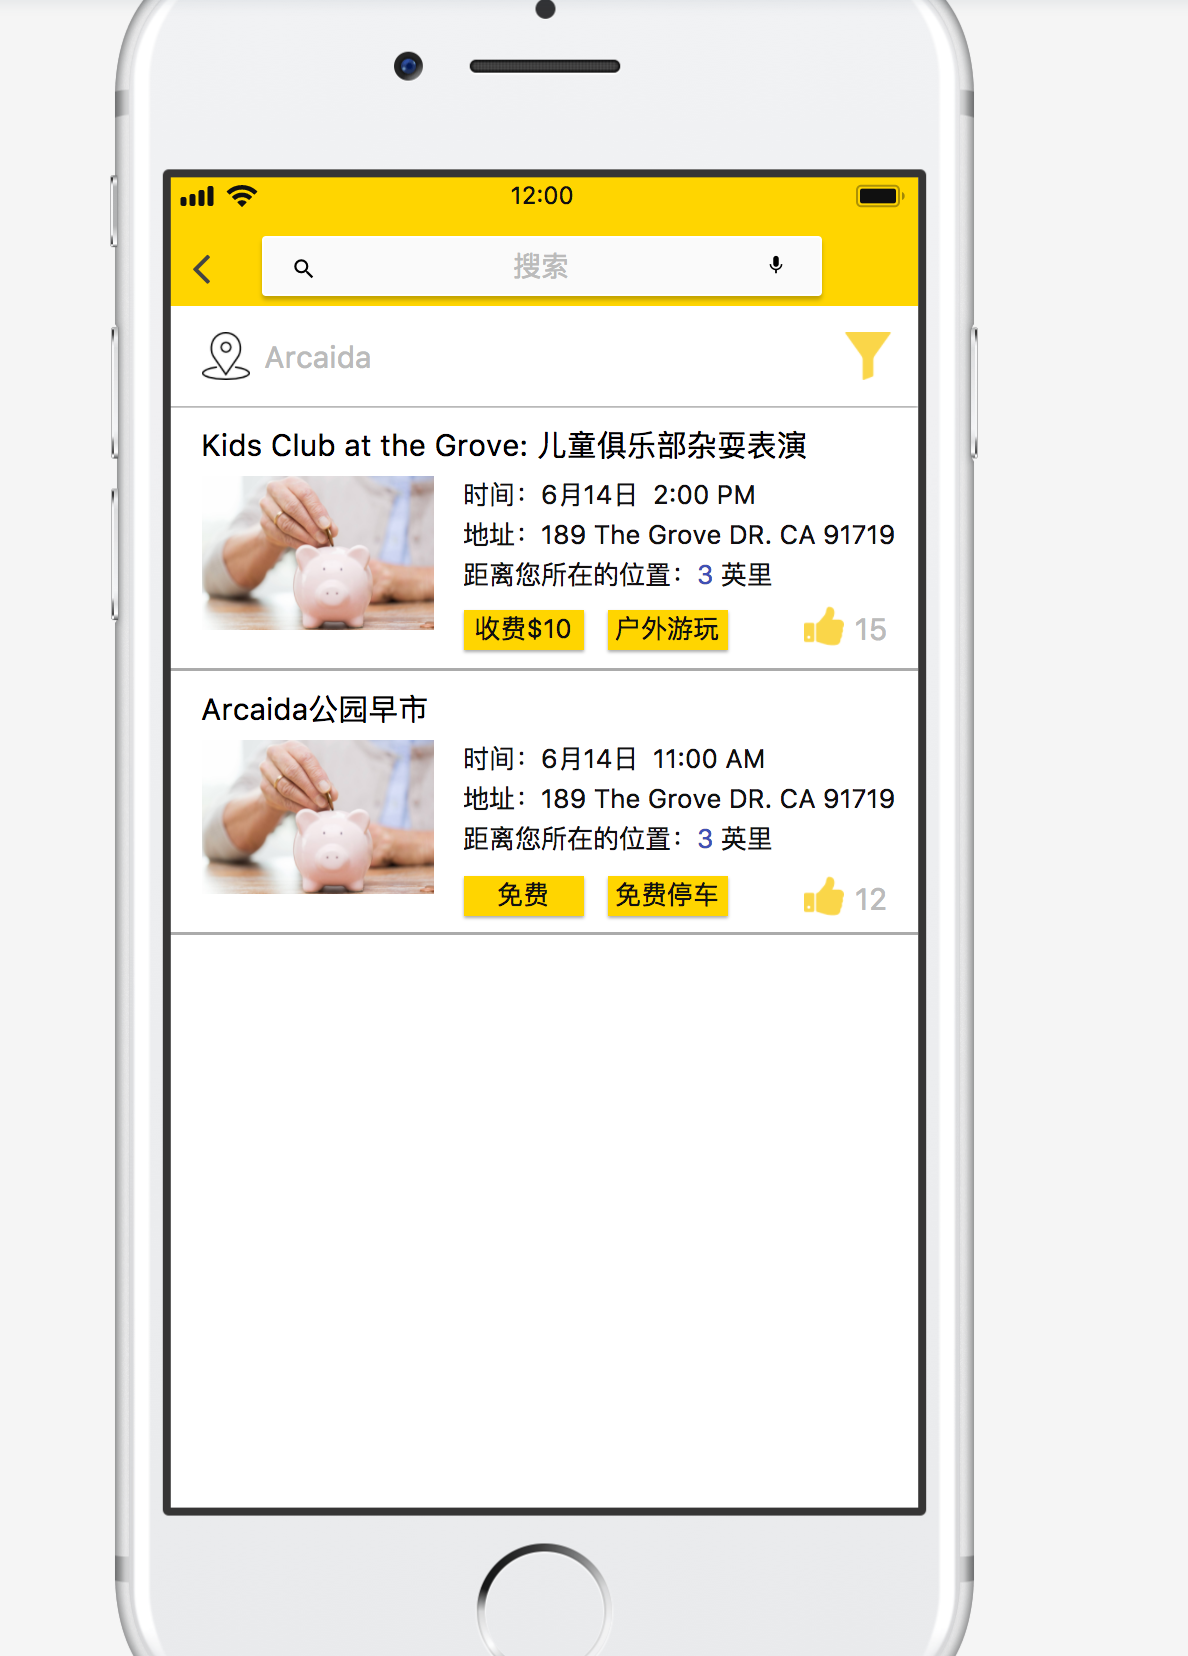 12:00
搜索
Arcaida
Kids Club at the Grove: 儿童俱乐部杂耍表演
时间：6月14日  2:00 PM
地址：189 The Grove DR. CA 91719
距离您所在的位置：3 英里
收费$10 户外游玩 15
Arcaida公园早市
时间：6月14日  11:00 AM
地址：189 The Grove DR. CA 91719
距离您所在的位置：3 英里
免费 免费停车 12